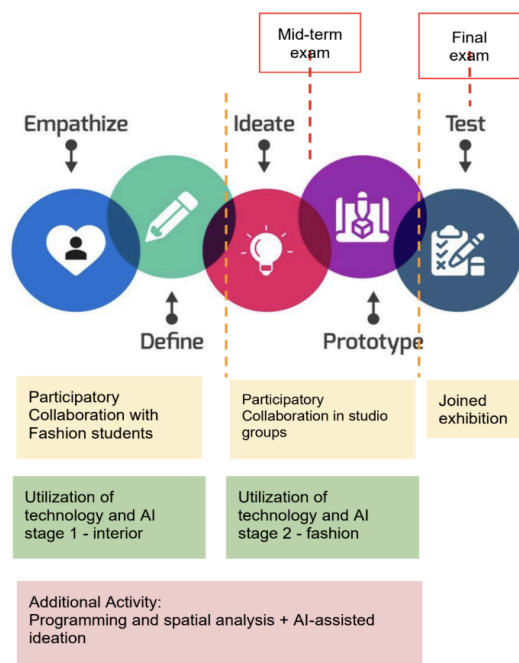 Mid-term
exam
Final
exam
Empathize
Ideate
Test
Define
Prototype
Participatory
Collaboration with
Fashion students
Participatory
Collaboration in studio
groups
Joined
exhibition
Utilization of
technology and AI
stage 1 - interior
Utilization of
technology and AI
stage 2 - fashion
Additional Activity:
Programming and spatial analysis + AI-assisted
ideation